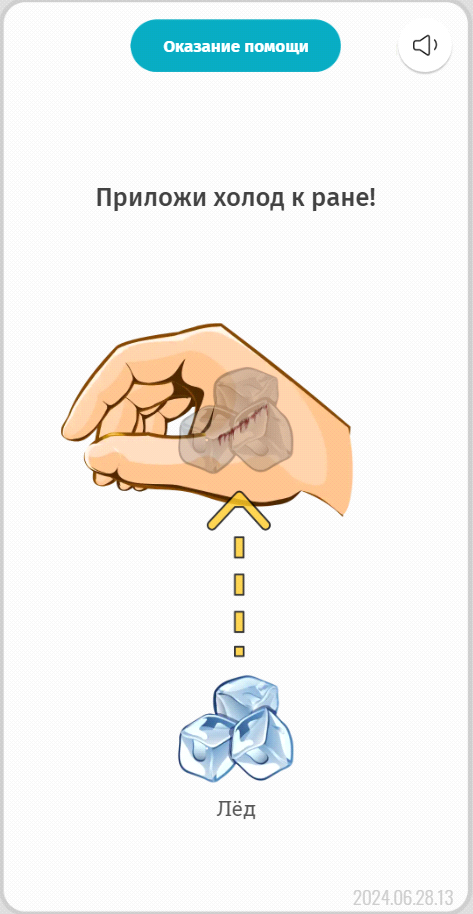 Оказание помощи
Приложи холод к ране!
Лёд
2024.06.28.13